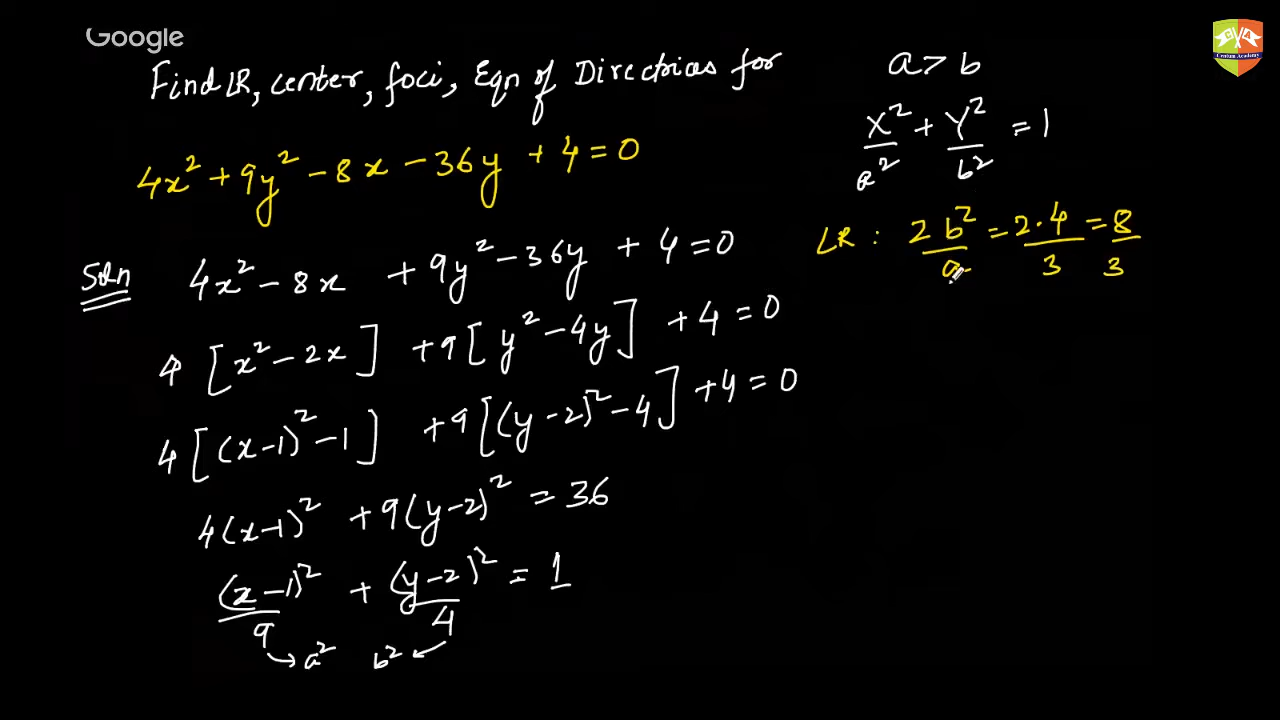 Google
Find LR, center, foci, Eqn of Directrices for
4x² + 9y² - 8x - 36y + 4 = 0
Soln
4x² - 8x + 9y² - 36y + 4 = 0
4 [x² - 2x] + 9 [y² - 4y] + 4 = 0
4 [(x-1)² - 1] + 9 [(y-2)² - 4] + 4 = 0
4(x-1)² + 9(y-2)² = 36
(x-1)²/9 + (y-2)²/4 = 1
→ a² b² ←
a > b
X²/a² + Y²/b² = 1
LR : 2b²/a = 2·4/3 = 8/3
Centum Academy